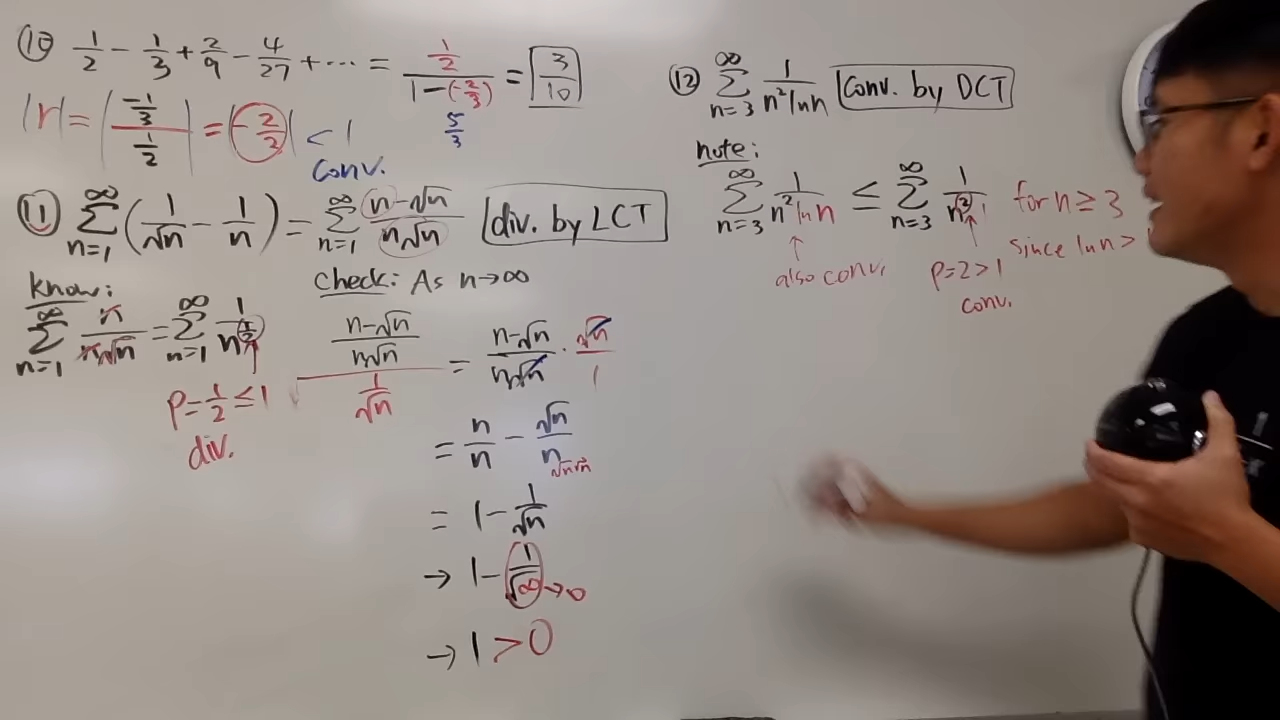 ⑩ 1/2 - 1/3 + 2/9 - 4/27 + ... = (1/2)/(1-(-2/3)) = 3/10
5/3
|r| = |(-1/3)/(1/2)| = |-2/3| < 1
conv.
⑪ ∑_{n=1}^{∞} (1/√n - 1/n) = ∑_{n=1}^{∞} (n-√n)/(n√n) div. by LCT
Know:
∑_{n=1}^{∞} n/(n√n) = ∑_{n=1}^{∞} 1/n^{1/2}
p = 1/2 ≤ 1
div.
Check: As n→∞
((n-√n)/(n√n))/(1/√n) = (n-√n)/(n√n) · √n/1
= n/n - √n/n
√n√n
= 1 - 1/√n
→ 1 - 1/√∞ →0
→ 1 > 0
⑫ ∑_{n=3}^{∞} 1/(n² ln n) Conv. by DCT
note:
∑_{n=3}^{∞} 1/(n² ln n) ≤ ∑_{n=3}^{∞} 1/(n²·1) for n ≥ 3
since ln n >
also conv.
p=2>1
conv.